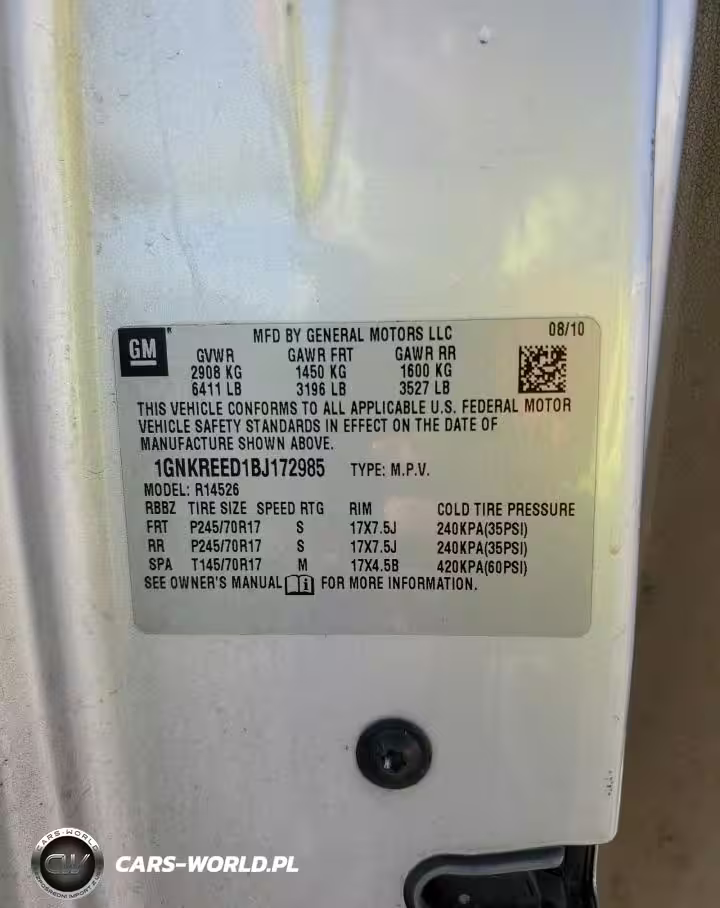 GM
MFD BY GENERAL MOTORS LLC 08/10
GVWR GAWR FRT GAWR RR
2908 KG 1450 KG 1600 KG
6411 LB 3196 LB 3527 LB
THIS VEHICLE CONFORMS TO ALL APPLICABLE U.S. FEDERAL MOTOR
VEHICLE SAFETY STANDARDS IN EFFECT ON THE DATE OF
MANUFACTURE SHOWN ABOVE.
1GNKREED1BJ172985 TYPE: M.P.V.
MODEL: R14526
RBBZ TIRE SIZE SPEED RTG RIM COLD TIRE PRESSURE
FRT P245/70R17 S 17X7.5J 240KPA(35PSI)
RR P245/70R17 S 17X7.5J 240KPA(35PSI)
SPA T145/70R17 M 17X4.5B 420KPA(60PSI)
SEE OWNER'S MANUAL FOR MORE INFORMATION.
CARS-WORLD
CW
CARS-WORLD.PL